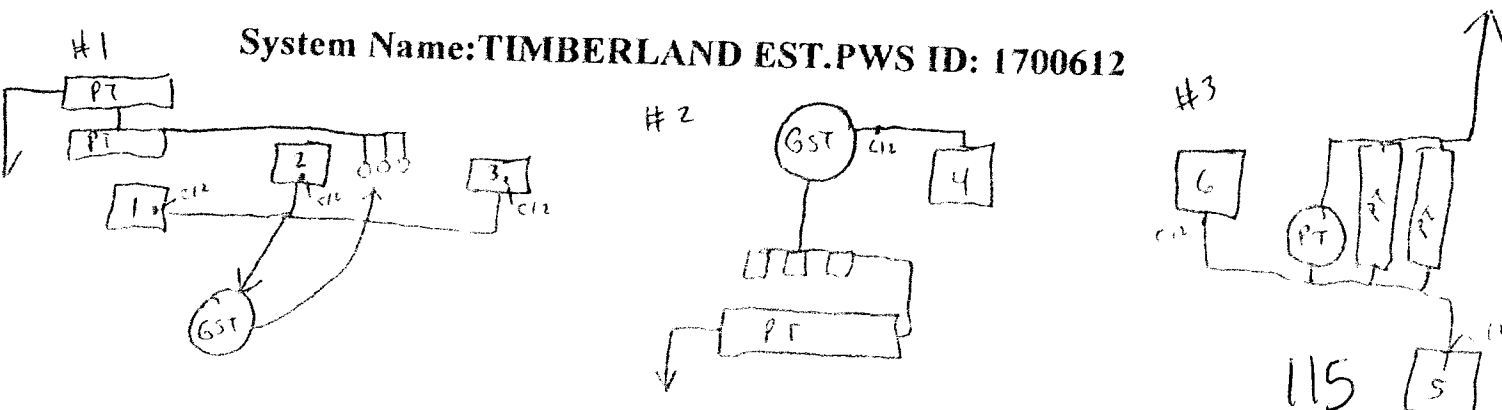 System Name:TIMBERLAND EST.PWS ID: 1700612
#1
PT
PT
2
cl2
1
cl2
3
cl2
GST
#2
GST
cl2
4
PT
#3
6
cl2
PT
PT
PT
115
5